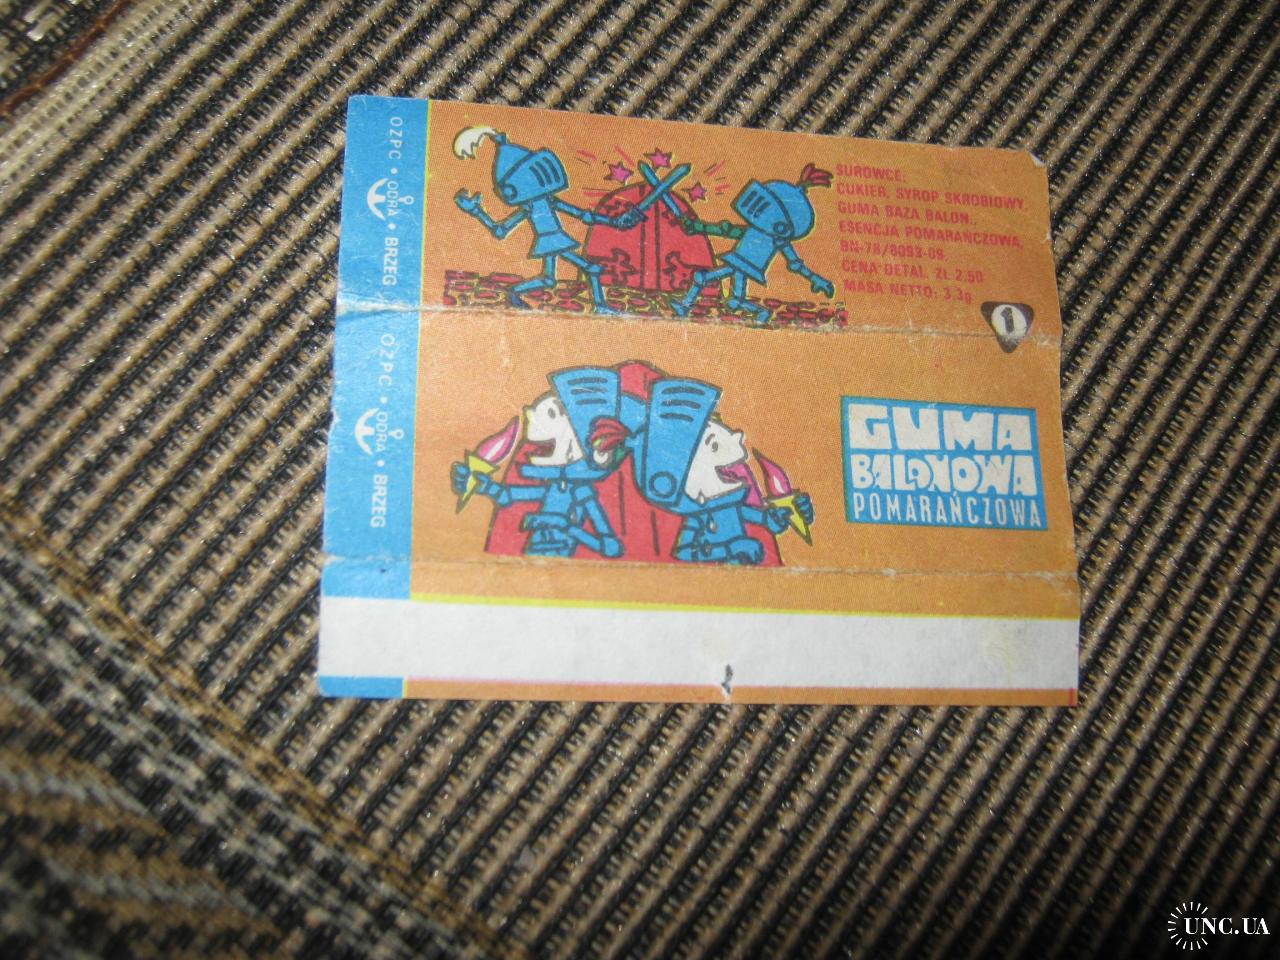 OZPC • ODRA • BRZEG
SUROWCE:
CUKIER, SYROP SKROBIOWY,
GUMA BAZA BALON.,
ESENCJA POMARAŃCZOWA,
BN-78/8093-09,
CENA DETAL. ZŁ 2,50
MASA NETTO: 3,3g
1
OZPC • ODRA • BRZEG
GUMA
BALONOWA
POMARAŃCZOWA
UNC.UA